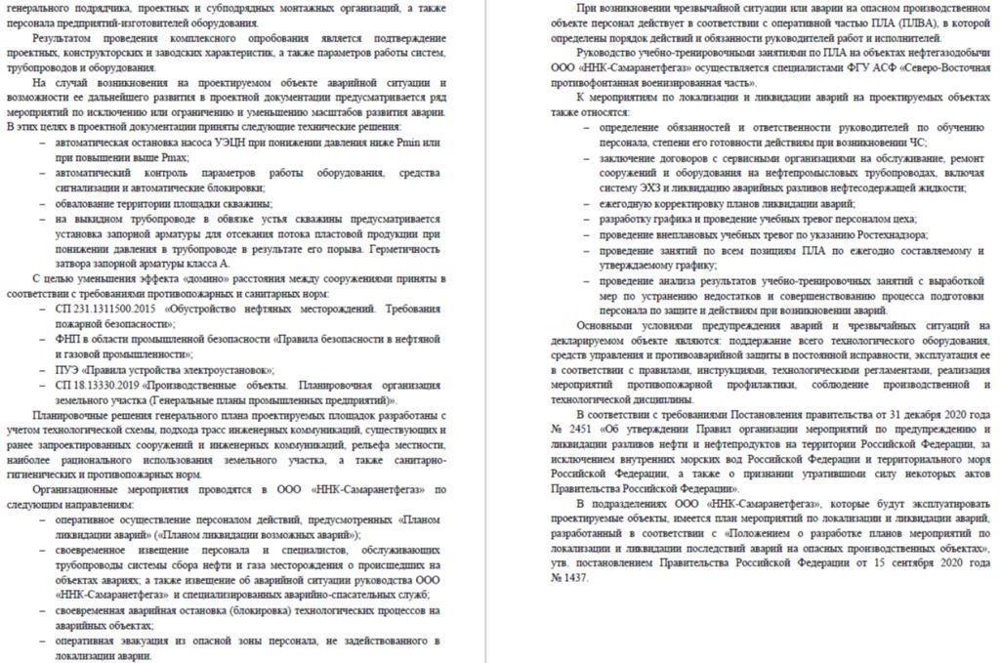 генерального подрядчика, проектных и субподрядных монтажных организаций, а также
персонала предприятий-изготовителей оборудования.
Результатом проведения комплексного опробования является подтверждение
проектных, конструкторских и заводских характеристик, а также параметров работы систем,
трубопроводов и оборудования.
На случай возникновения на проектируемом объекте аварийной ситуации и
возможности ее дальнейшего развития в проектной документации предусматривается ряд
мероприятий по исключению или ограничению и уменьшению масштабов развития аварии.
В этих целях в проектной документации приняты следующие технические решения:
– автоматическая остановка насоса УЭЦН при понижении давления ниже Pmin или
при повышении выше Pmax;
– автоматический контроль параметров работы оборудования, средства
сигнализации и автоматические блокировки;
– обвалование территории площадки скважины;
– на выкидном трубопроводе в обвязке устья скважины предусматривается
установка запорной арматуры для отсекания потока пластовой продукции при
понижении давления в трубопроводе в результате его порыва. Герметичность
затвора запорной арматуры класса А.
С целью уменьшения эффекта «домино» расстояния между сооружениями приняты в
соответствии с требованиями противопожарных и санитарных норм:
– СП 231.1311500.2015 «Обустройство нефтяных месторождений. Требования
пожарной безопасности»;
– ФНП в области промышленной безопасности «Правила безопасности в нефтяной
и газовой промышленности»;
– ПУЭ «Правила устройства электроустановок»;
– СП 18.13330.2019 «Производственные объекты. Планировочная организация
земельного участка (Генеральные планы промышленных предприятий)».
Планировочные решения генерального плана проектируемых площадок разработаны с
учетом технологической схемы, подхода трасс инженерных коммуникаций, существующих и
ранее запроектированных сооружений и инженерных коммуникаций, рельефа местности,
наиболее рационального использования земельного участка, а также санитарно-
гигиенических и противопожарных норм.
Организационные мероприятия проводятся в ООО «ННК-Самаранетфегаз» по
следующим направлениям:
– оперативное осуществление персоналом действий, предусмотренных «Планом
ликвидации аварий» («Планом ликвидации возможных аварий»);
– своевременное извещение персонала и специалистов, обслуживающих
трубопроводы системы сбора нефти и газа месторождения о происшедших на
объектах авариях; а также извещение об аварийной ситуации руководства ООО
«ННК-Самаранетфегаз» и специализированных аварийно-спасательных служб;
– своевременная аварийная остановка (блокировка) технологических процессов на
аварийных объектах;
– оперативная эвакуация из опасной зоны персонала, не задействованного в
локализации аварии.
При возникновении чрезвычайной ситуации или аварии на опасном производственном
объекте персонал действует в соответствии с оперативной частью ПЛА (ПЛВА), в которой
определены порядок действий и обязанности руководителей работ и исполнителей.
Руководство учебно-тренировочными занятиями по ПЛА на объектах нефтегазодобычи
ООО «ННК-Самаранетфегаз» осуществляется специалистами ФГУ АСФ «Северо-Восточная
противофонтанная военизированная часть».
К мероприятиям по локализации и ликвидации аварий на проектируемых объектах
также относятся:
– определение обязанностей и ответственности руководителей по обучению
персонала, степени его готовности действиям при возникновении ЧС;
– заключение договоров с сервисными организациями на обслуживание, ремонт
сооружений и оборудования на нефтепромысловых трубопроводах, включая
систему ЭХЗ и ликвидацию аварийных разливов нефтесодержащей жидкости;
– ежегодную корректировку планов ликвидации аварий;
– разработку графика и проведение учебных тревог персоналом цеха;
– проведение внеплановых учебных тревог по указанию Ростехнадзора;
– проведение занятий по всем позициям ПЛА по ежегодно составляемому и
утверждаемому графику;
– проведение анализа результатов учебно-тренировочных занятий с выработкой
мер по устранению недостатков и совершенствованию процесса подготовки
персонала по защите и действиям при возникновении аварий.
Основными условиями предупреждения аварий и чрезвычайных ситуаций на
декларируемом объекте являются: поддержание всего технологического оборудования,
средств управления и противоаварийной защиты в постоянной исправности, эксплуатация ее
в соответствии с правилами, инструкциями, технологическими регламентами, реализация
мероприятий противопожарной профилактики, соблюдение производственной и
технологической дисциплины.
В соответствии с требованиями Постановления правительства от 31 декабря 2020 года
№ 2451 «Об утверждении Правил организации мероприятий по предупреждению и
ликвидации разливов нефти и нефтепродуктов на территории Российской Федерации, за
исключением внутренних морских вод Российской Федерации и территориального моря
Российской Федерации, а также о признании утратившими силу некоторых актов
Правительства Российской Федерации».
В подразделениях ООО «ННК-Самаранетфегаз», которые будут эксплуатировать
проектируемые объекты, имеется план мероприятий по локализации и ликвидации аварий,
разработанный в соответствии с «Положением о разработке планов мероприятий по
локализации и ликвидации последствий аварий на опасных производственных объектах»,
утв. постановлением Правительства Российской Федерации от 15 сентября 2020 года
№ 1437.